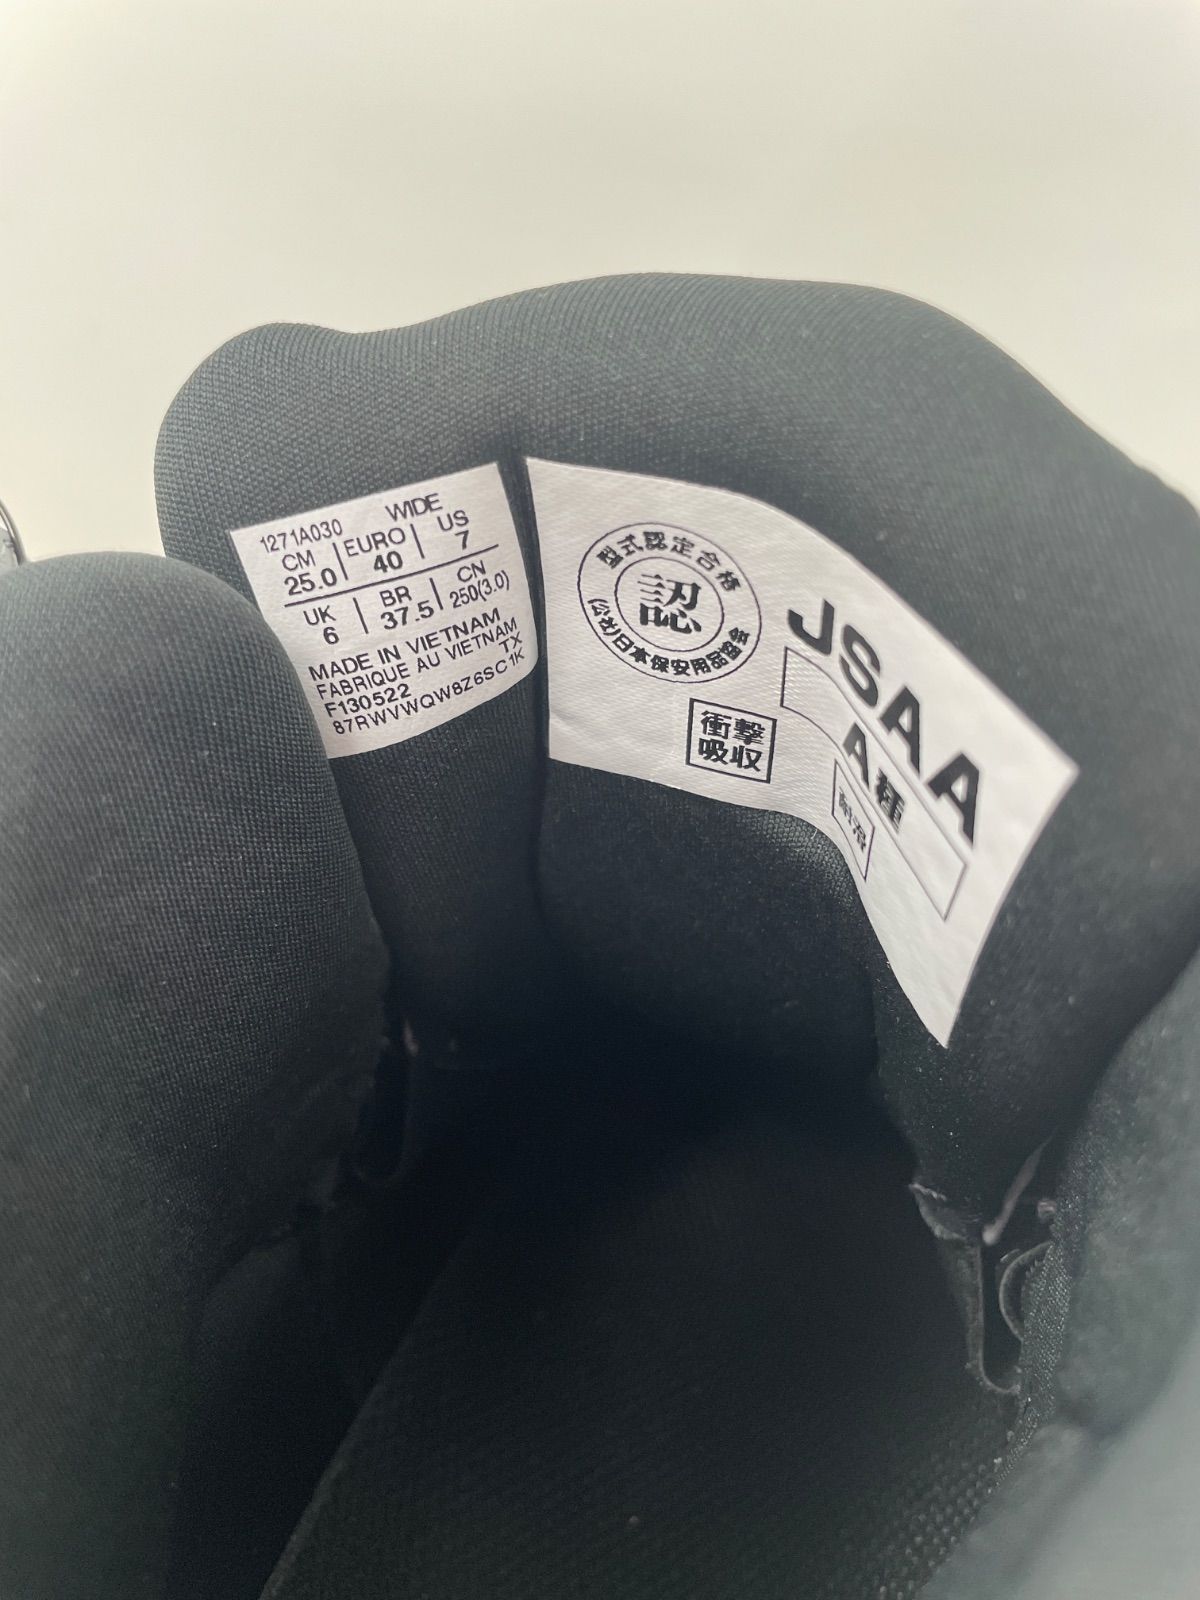 1271A030 WIDE
CM EURO US
25.0 40 7
UK BR CN
6 37.5 250(3.0)
MADE IN VIETNAM
FABRIQUE AU VIETNAM
F130522 TX
87RWVWQW8Z6SC1K
型式認定合格
認
(公社)日本保安用品協会
JSAA
A種
衝撃
吸収
耐滑